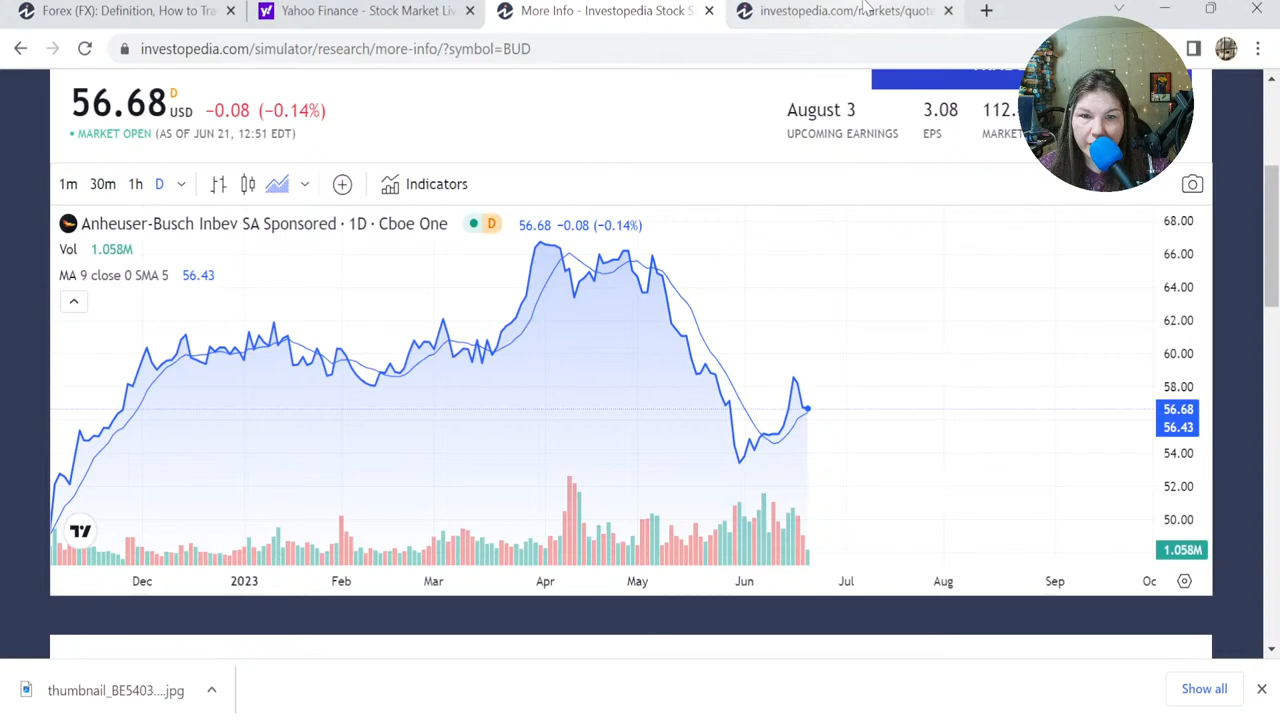 Forex (FX): Definition, How to Tra
Yahoo Finance - Stock Market Liv
More Info - Investopedia Stock S
investopedia.com/markets/quote
investopedia.com/simulator/research/more-info/?symbol=BUD
56.68 D USD −0.08 (−0.14%)
• MARKET OPEN (AS OF JUN 21, 12:51 EDT)
August 3 3.08 112.
UPCOMING EARNINGS EPS MARKET
1m 30m 1h D Indicators
Anheuser-Busch Inbev SA Sponsored · 1D · Cboe One D 56.68 −0.08 (−0.14%)
Vol 1.058M
MA 9 close 0 SMA 5 56.43
68.00
66.00
64.00
62.00
60.00
58.00
56.68
56.43
54.00
52.00
50.00
1.058M
Dec 2023 Feb Mar Apr May Jun Jul Aug Sep Oc
thumbnail_BE5403....jpg
Show all